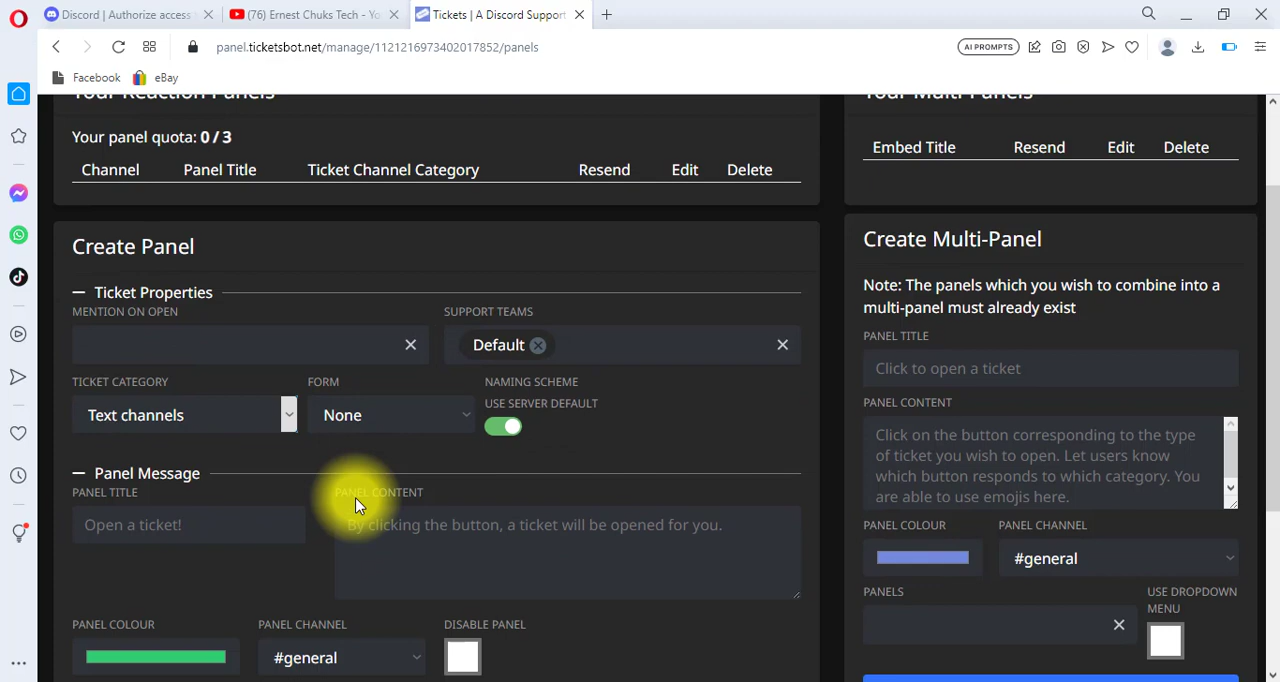 Discord | Authorize access
(76) Ernest Chuks Tech - Yo
Tickets | A Discord Support
panel.ticketsbot.net/manage/1121216973402017852/panels
AI PROMPTS
Facebook
eBay
Your Reaction Panels
Your panel quota: 0 / 3
Channel Panel Title Ticket Channel Category Resend Edit Delete
Create Panel
Ticket Properties
MENTION ON OPEN
SUPPORT TEAMS
Default
TICKET CATEGORY
FORM
NAMING SCHEME
USE SERVER DEFAULT
Text channels
None
Panel Message
PANEL TITLE
PANEL CONTENT
Open a ticket!
By clicking the button, a ticket will be opened for you.
PANEL COLOUR
PANEL CHANNEL
DISABLE PANEL
#general
Your Multi-Panels
Embed Title Resend Edit Delete
Create Multi-Panel
Note: The panels which you wish to combine into a
multi-panel must already exist
PANEL TITLE
Click to open a ticket
PANEL CONTENT
Click on the button corresponding to the type
of ticket you wish to open. Let users know
which button responds to which category. You
are able to use emojis here.
PANEL COLOUR
PANEL CHANNEL
#general
PANELS
USE DROPDOWN
MENU